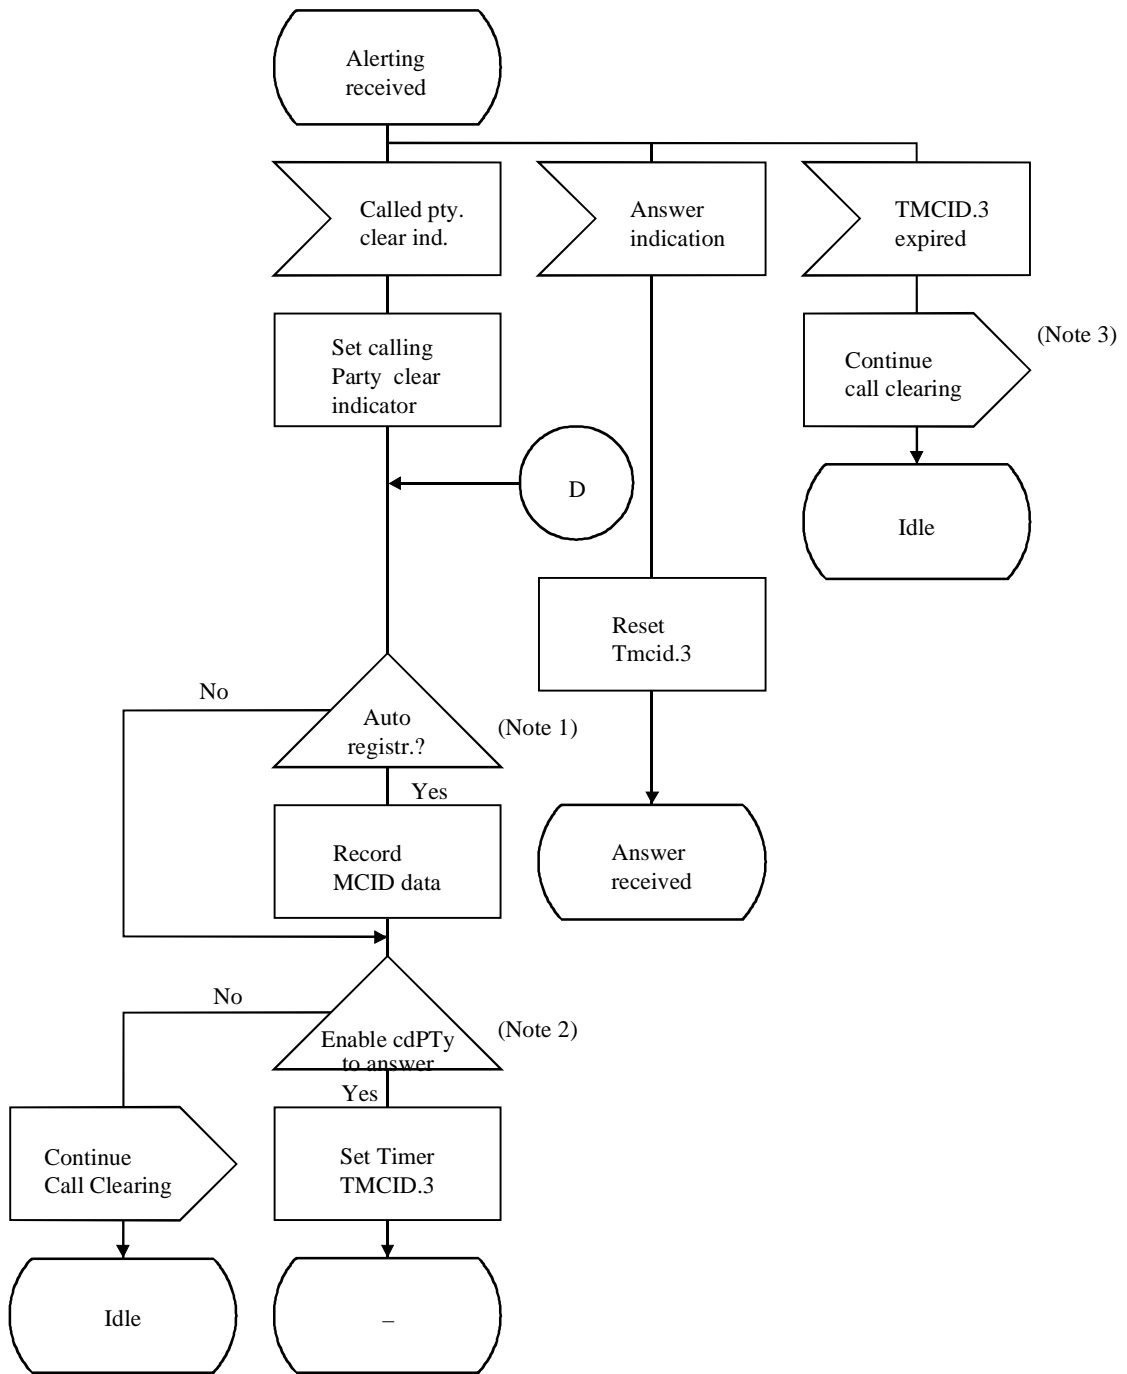 Alerting
received
Called pty.
clear ind.
Answer
indication
TMCID.3
expired
Set calling
Party clear
indicator
Continue
call clearing
(Note 3)
D
Idle
Reset
Tmcid.3
No
Auto
registr.?
(Note 1)
Yes
Record
MCID data
Answer
received
No
Enable cdPTy
to answer
(Note 2)
Yes
Continue
Call Clearing
Set Timer
TMCID.3
Idle
–